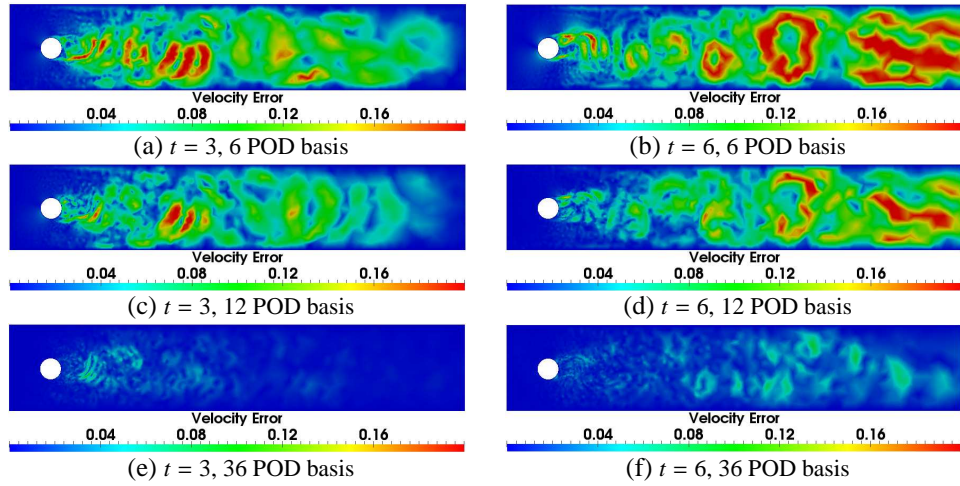 Velocity Error
0.04 0.08 0.12 0.16
(a) t = 3, 6 POD basis
Velocity Error
0.04 0.08 0.12 0.16
(b) t = 6, 6 POD basis
Velocity Error
0.04 0.08 0.12 0.16
(c) t = 3, 12 POD basis
Velocity Error
0.04 0.08 0.12 0.16
(d) t = 6, 12 POD basis
Velocity Error
0.04 0.08 0.12 0.16
(e) t = 3, 36 POD basis
Velocity Error
0.04 0.08 0.12 0.16
(f) t = 6, 36 POD basis